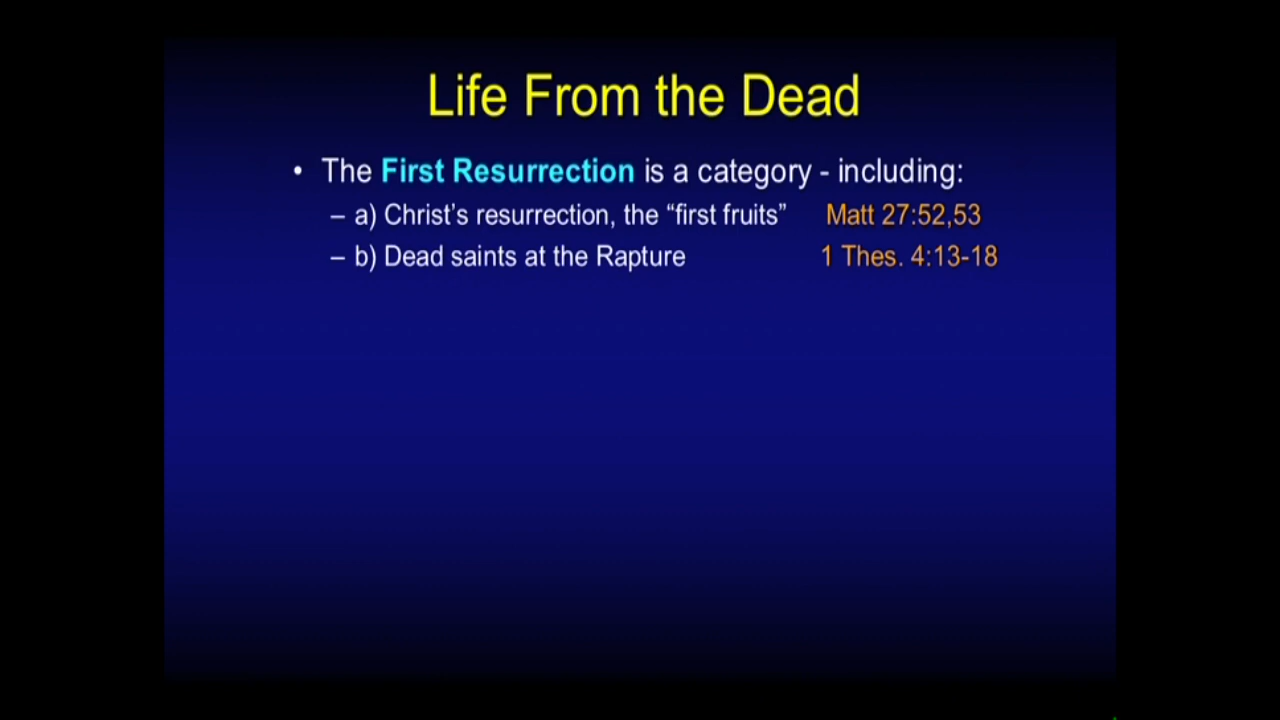 Life From the Dead
• The First Resurrection is a category - including:
– a) Christ’s resurrection, the “first fruits” Matt 27:52,53
– b) Dead saints at the Rapture 1 Thes. 4:13-18